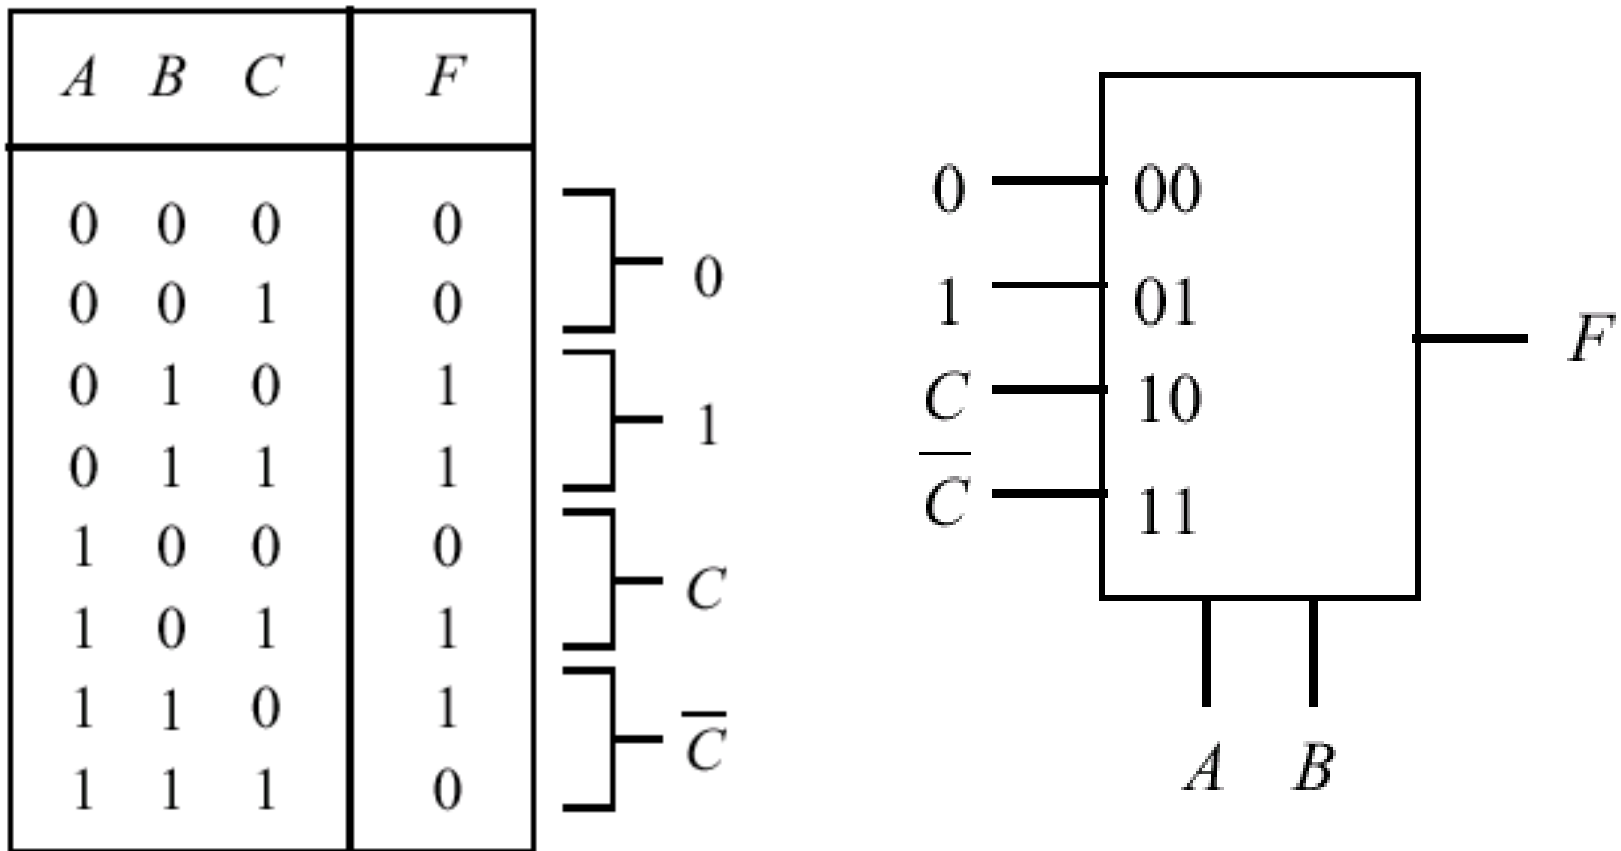 A B C F
0 0 0 0
0 0 1 0
0
0 1 0 1
0 1 1 1
1
1 0 0 0
1 0 1 1
C
1 1 0 1
1 1 1 0
C̅
0 00
1 01
C 10
C̅ 11
F
A B